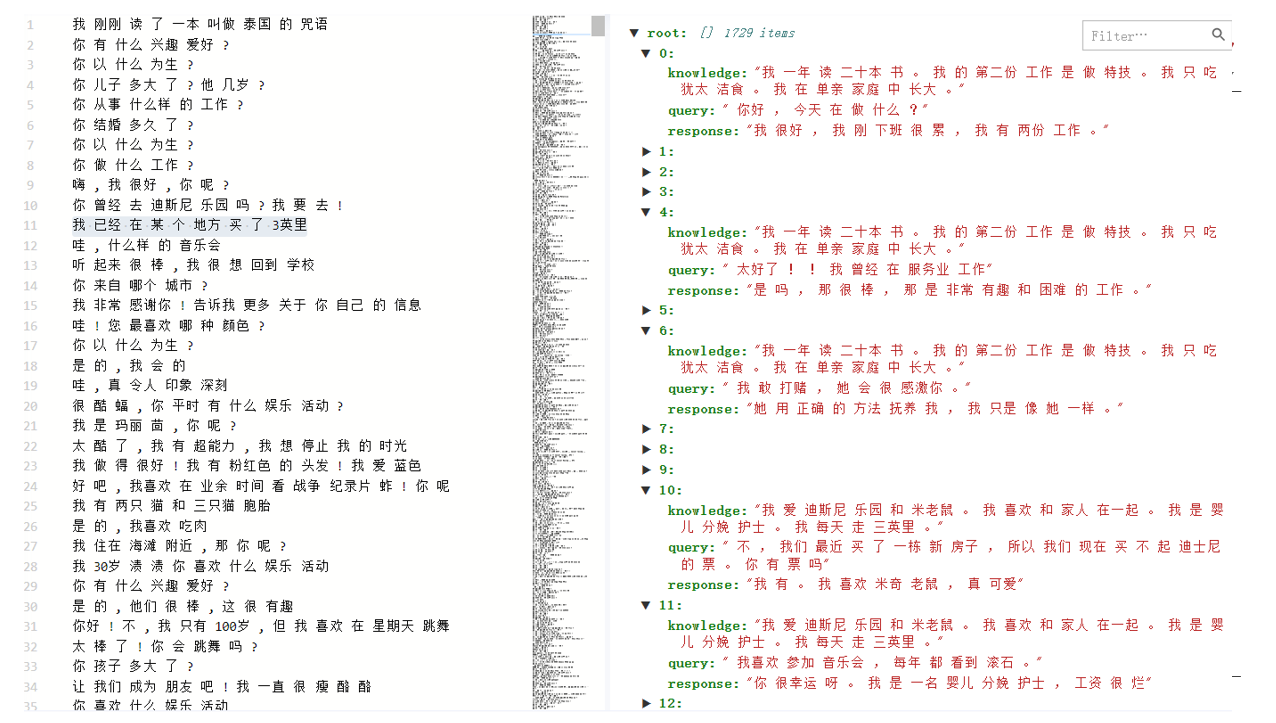 1 我 刚刚 读 了 一本 叫做 泰国 的 咒语
2 你 有 什么 兴趣 爱好 ？
3 你 以 什么 为生 ？
4 你 儿子 多大 了 ？他 几岁 ？
5 你 从事 什么样 的 工作 ？
6 你 结婚 多久 了 ？
7 你 以 什么 为生 ？
8 你 做 什么 工作 ？
9 嗨 ，我 很好 ，你 呢 ？
10 你 曾经 去 迪斯尼 乐园 吗 ？我 要 去 ！
11 我 已经 在 某 个 地方 买 了 3英里
12 哇 ，什么样 的 音乐会
13 听 起来 很 棒 ，我 很 想 回到 学校
14 你 来自 哪个 城市 ？
15 我 非常 感谢你 ！告诉我 更多 关于 你 自己 的 信息
16 哇 ！您 最喜欢 哪 种 颜色 ？
17 你 以 什么 为生 ？
18 是 的 ，我 会 的
19 哇 ，真 令人 印象 深刻
20 很 酷 蝠 ，你 平时 有 什么 娱乐 活动 ？
21 我 是 玛丽 茴 ，你 呢 ？
22 太 酷 了 ，我 有 超能力 ，我 想 停止 我 的 时光
23 我 做 得 很好 ！我 有 粉红色 的 头发 ！我 爱 蓝色
24 好 吧 ，我喜欢 在 业余 时间 看 战争 纪录片 蚱 ！你 呢
25 我 有 两只 猫 和 三只猫 胞胎
26 是 的 ，我喜欢 吃肉
27 我 住在 海滩 附近 ，那 你 呢 ？
28 我 30岁 溃 溃 你 喜欢 什么 娱乐 活动
29 你 有 什么 兴趣 爱好 ？
30 是 的 ，他们 很 棒 ，这 很 有趣
31 你好 ！不 ，我 只有 100岁 ，但 我 喜欢 在 星期天 跳舞
32 太 棒 了 ！你 会 跳舞 吗 ？
33 你 孩子 多大 了 ？
34 让 我们 成为 朋友 吧 ！我 一直 很 瘦 酪 酪
35 你 喜欢 什么 娱乐 活动
Filter…
▼ root: [] 1729 items
▼ 0:
knowledge: "我 一年 读 二十本 书 。 我 的 第二份 工作 是 做 特技 。 我 只 吃
犹太 洁食 。 我 在 单亲 家庭 中 长大 。"
query: " 你好 ， 今天 在 做 什么 ？"
response: "我 很好 ， 我 刚 下班 很 累 ， 我 有 两份 工作 。"
▶ 1:
▶ 2:
▶ 3:
▼ 4:
knowledge: "我 一年 读 二十本 书 。 我 的 第二份 工作 是 做 特技 。 我 只 吃
犹太 洁食 。 我 在 单亲 家庭 中 长大 。"
query: " 太好了 ！ ！ 我 曾经 在 服务业 工作"
response: "是 吗 ， 那 很 棒 ， 那 是 非常 有趣 和 困难 的 工作 。"
▶ 5:
▼ 6:
knowledge: "我 一年 读 二十本 书 。 我 的 第二份 工作 是 做 特技 。 我 只 吃
犹太 洁食 。 我 在 单亲 家庭 中 长大 。"
query: " 我 敢 打赌 ， 她 会 很 感激你 。"
response: "她 用 正确 的 方法 抚养 我 ， 我 只是 像 她 一样 。"
▶ 7:
▶ 8:
▶ 9:
▼ 10:
knowledge: "我 爱 迪斯尼 乐园 和 米老鼠 。 我 喜欢 和 家人 在一起 。 我 是 婴
儿 分娩 护士 。 我 每天 走 三英里 。"
query: " 不 ， 我们 最近 买 了 一栋 新 房子 ， 所以 我们 现在 买 不 起 迪士尼
的 票 。 你 有 票 吗"
response: "我 有 。 我 喜欢 米奇 老鼠 ， 真 可爱"
▼ 11:
knowledge: "我 爱 迪斯尼 乐园 和 米老鼠 。 我 喜欢 和 家人 在一起 。 我 是 婴
儿 分娩 护士 。 我 每天 走 三英里 。"
query: " 我喜欢 参加 音乐会 ， 每年 都 看到 滚石 。"
response: "你 很幸运 呀 。 我 是 一名 婴儿 分娩 护士 ， 工资 很 烂"
▶ 12: